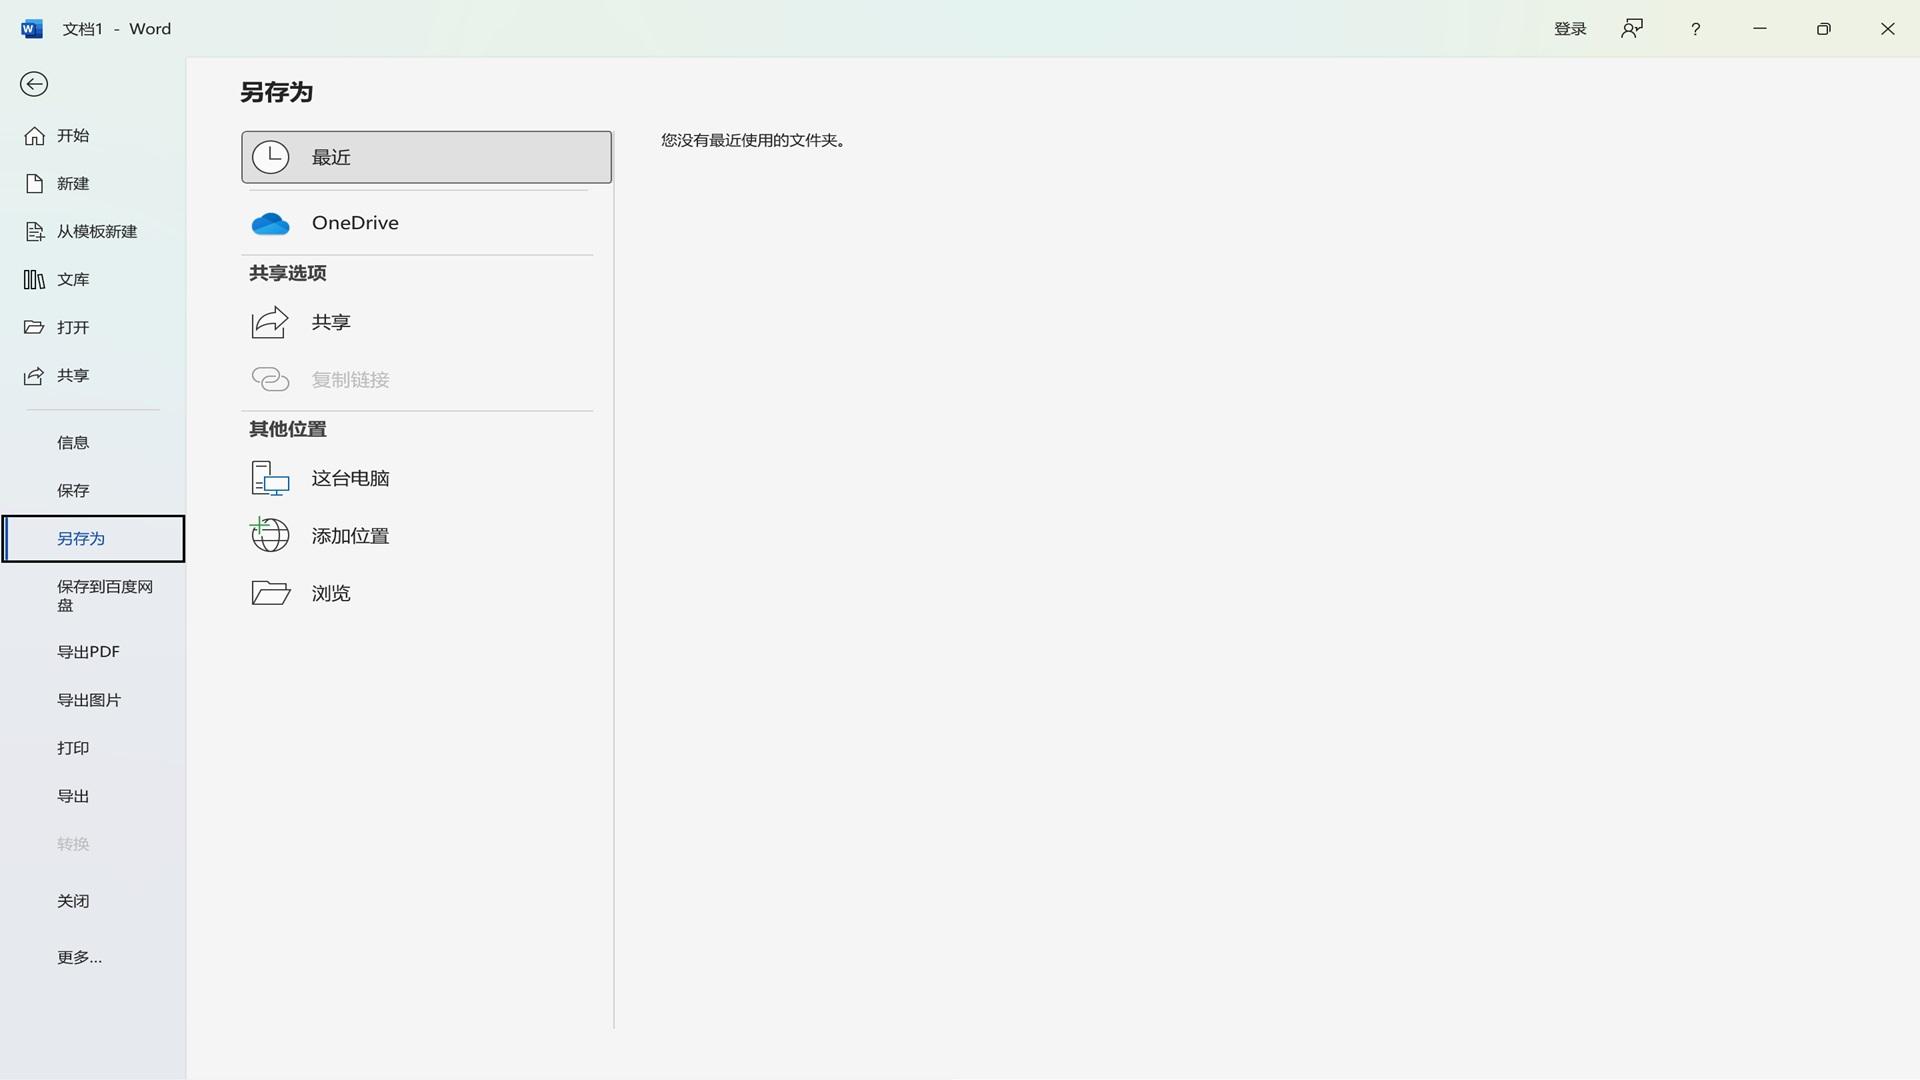 文档1 - Word
登录
另存为
开始
新建
从模板新建
文库
打开
共享
信息
保存
另存为
保存到百度网
盘
导出PDF
导出图片
打印
导出
转换
关闭
更多...
最近
OneDrive
共享选项
共享
复制链接
其他位置
这台电脑
添加位置
浏览
您没有最近使用的文件夹。